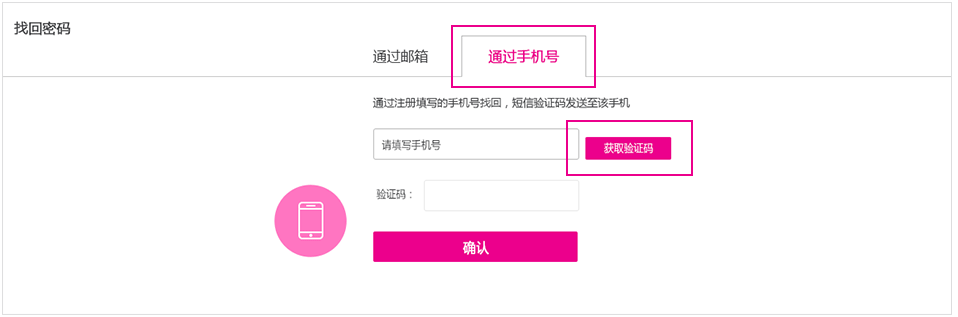 找回密码
通过邮箱 通过手机号
通过注册填写的手机号找回，短信验证码发送至该手机
请填写手机号 获取验证码
验证码：
确认